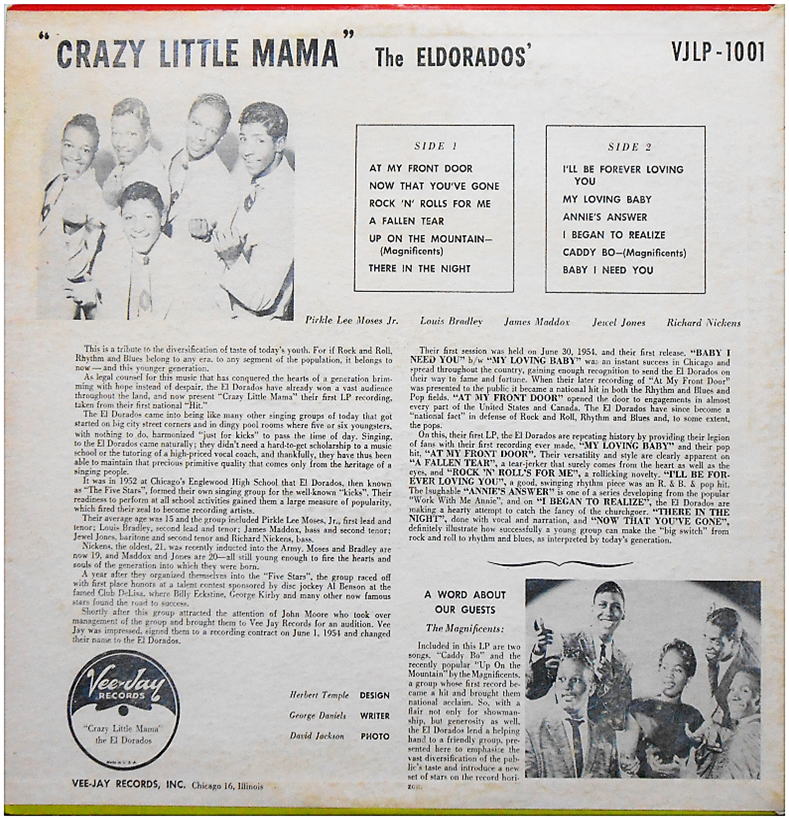 "CRAZY LITTLE MAMA" The ELDORADOS' VJLP-1001
SIDE 1
AT MY FRONT DOOR
NOW THAT YOU'VE GONE
ROCK 'N' ROLLS FOR ME
A FALLEN TEAR
UP ON THE MOUNTAIN—
(Magnificents)
THERE IN THE NIGHT
SIDE 2
I'LL BE FOREVER LOVING
YOU
MY LOVING BABY
ANNIE'S ANSWER
I BEGAN TO REALIZE
CADDY BO—(Magnificents)
BABY I NEED YOU
Pirkle Lee Moses Jr. Louis Bradley James Maddox Jewel Jones Richard Nickens
This is a tribute to the diversification of taste of today's youth. For if Rock and Roll,
Rhythm and Blues belong to any era, to any segment of the population, it belongs to
now — and this younger generation.
As legal counsel for this music that has conquered the hearts of a generation brim-
ming with hope instead of despair, the El Dorados have already won a vast audience
throughout the land, and now present "Crazy Little Mama" their first LP recording,
taken from their first national "Hit."
The El Dorados came into being like many other singing groups of today that got
started on big city street corners and in dingy pool rooms where five or six youngsters,
with nothing to do, harmonized "just for kicks" to pass the time of day. Singing,
to the El Dorados came naturally; they didn't need a hard-to-get scholarship to a music
school or the tutoring of a high-priced vocal coach, and thankfully, they have thus been
able to maintain that precious primitive quality that comes only from the heritage of a
singing people.
It was in 1952 at Chicago's Englewood High School that El Dorados, then known
as "The Five Stars", formed their own singing group for the well-known "kicks". Their
readiness to perform at all school activities gained them a large measure of popularity,
which fired their zeal to become recording artists.
Their average age was 15 and the group included Pirkle Lee Moses, Jr., first lead and
tenor; Louis Bradley, second lead and tenor; James Maddox, bass and second tenor;
Jewel Jones, baritone and second tenor and Richard Nickens, bass.
Nickens, the oldest, 21, was recently inducted into the Army. Moses and Bradley are
now 19, and Maddox and Jones are 20—all still young enough to fire the hearts and
souls of the generation into which they were born.
A year after they organized themselves into the "Five Stars", the group raced off
with first place honors at a talent contest sponsored by disc jockey Al Benson at the
famed Club DeLisa, where Billy Eckstine, George Kirby and many other now famous
stars found the road to success.
Shortly after this group attracted the attention of John Moore who took over
management of the group and brought them to Vee Jay Records for an audition. Vee
Jay was impressed, signed them to a recording contract on June 1, 1954 and changed
their name to the El Dorados.
Their first session was held on June 30, 1954, and their first release, "BABY I
NEED YOU" b/w "MY LOVING BABY" was an instant success in Chicago and
spread throughout the country, gaining enough recognition to send the El Dorados on
their way to fame and fortune. When their later recording of "At My Front Door"
was presented to the public it became a national hit in both the Rhythm and Blues and
Pop fields. "AT MY FRONT DOOR" opened the door to engagements in almost
every part of the United States and Canada. The El Dorados have since become a
"national fact" in defense of Rock and Roll, Rhythm and Blues and, to some extent,
the pops.
On this, their first LP, the El Dorados are repeating history by providing their legion
of fans with their first recording ever made, "MY LOVING BABY" and their pop
hit, "AT MY FRONT DOOR". Their versatility and style are clearly apparent on
"A FALLEN TEAR", a tear-jerker that surely comes from the heart as well as the
eyes, and "ROCK 'N' ROLL'S FOR ME", a rollicking novelty. "I'LL BE FOR-
EVER LOVING YOU", a good, swinging rhythm piece was an R. & B. & pop hit.
The laughable "ANNIE'S ANSWER" is one of a series developing from the popular
"Work With Me Annie", and on "I BEGAN TO REALIZE", the El Dorados are
making a hearty attempt to catch the fancy of the churchgoer. "THERE IN THE
NIGHT", done with vocal and narration, and "NOW THAT YOU'VE GONE",
definitely illustrate how successfully a young group can make the "big switch" from
rock and roll to rhythm and blues, as interpreted by today's generation.
A WORD ABOUT
OUR GUESTS
The Magnificents:
Included in this LP are two
songs, "Caddy Bo" and the
recently popular "Up On the
Mountain" by the Magnificents,
a group whose first record be-
came a hit and brought them
national acclaim. So, with a
flair not only for showman-
ship, but generosity as well,
the El Dorados lend a helping
hand to a friendly group, pre-
sented here to emphasize the
vast diversification of the pub-
lic's taste and introduce a new
set of stars on the record hori-
zon.
Vee-Jay
RECORDS
"Crazy Little Mama"
the El Dorados
Made in U.S.A.
Herbert Temple DESIGN
George Daniels WRITER
David Jackson PHOTO
VEE-JAY RECORDS, INC. Chicago 16, Illinois